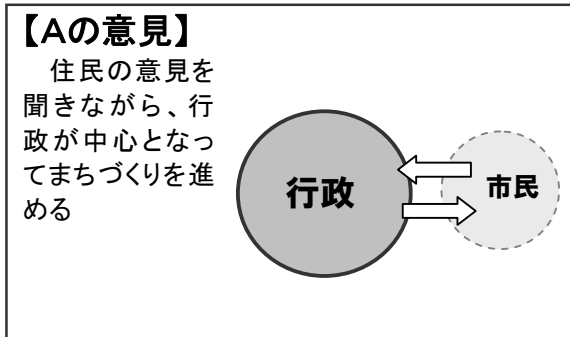 【Aの意見】
　住民の意見を
聞きながら、行
政が中心となっ
てまちづくりを進
める
行政
市民